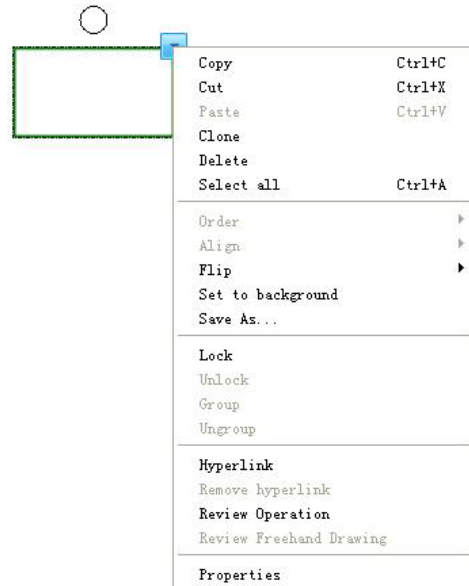 Copy Ctrl+C
Cut Ctrl+X
Paste Ctrl+V
Clone
Delete
Select all Ctrl+A
Order
Align
Flip
Set to background
Save As...
Lock
Unlock
Group
Ungroup
Hyperlink
Remove hyperlink
Review Operation
Review Freehand Drawing
Properties